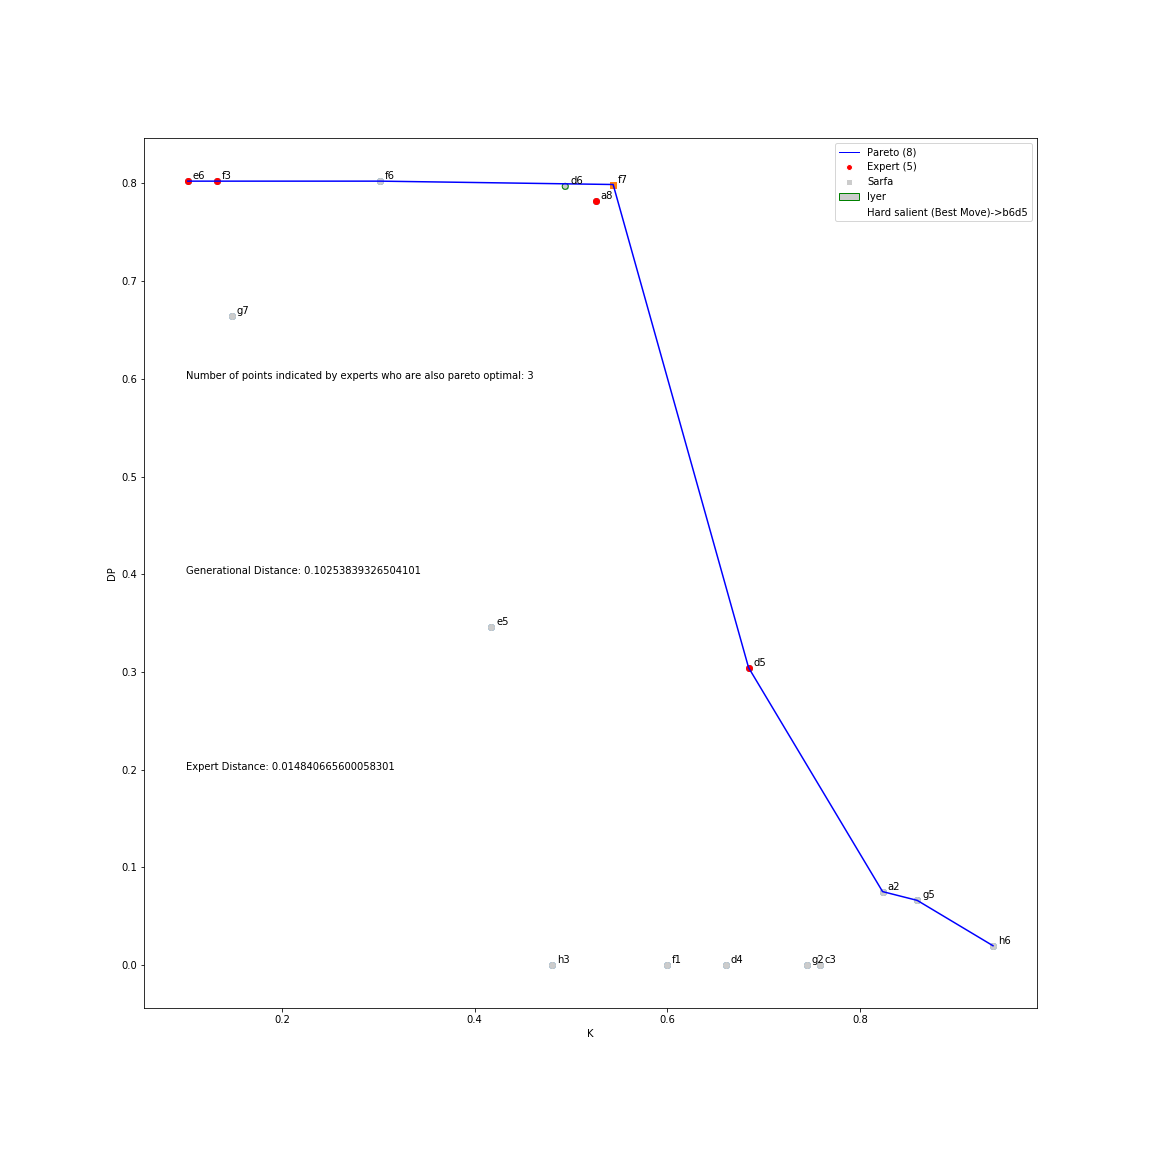 Pareto (8)
Expert (5)
Sarfa
Iyer
Hard salient (Best Move)->b6d5
e6
f3
f6
d6
f7
a8
g7
Number of points indicated by experts who are also pareto optimal: 3
Generational Distance: 0.10253839326504101
e5
d5
Expert Distance: 0.014840665600058301
a2
g5
h6
h3
f1
d4
g2
c3
0.8
0.7
0.6
0.5
0.4
0.3
0.2
0.1
0.0
DP
0.2
0.4
0.6
0.8
K